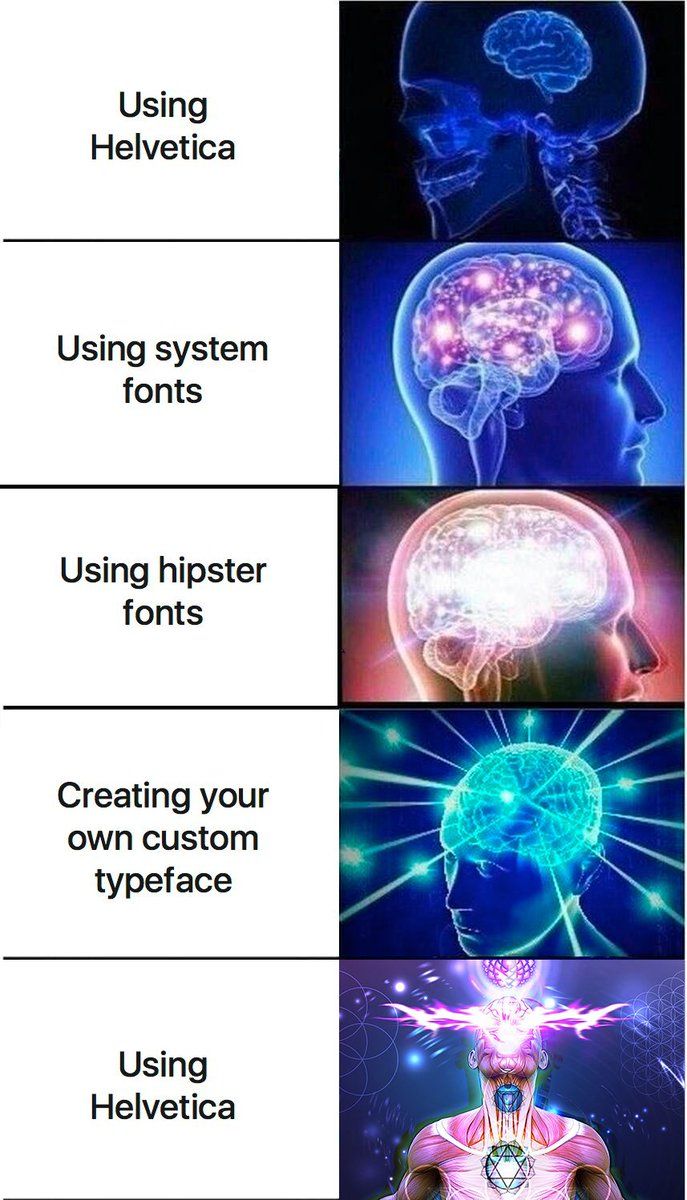 Using
Helvetica
Using system
fonts
Using hipster
fonts
Creating your
own custom
typeface
Using
Helvetica